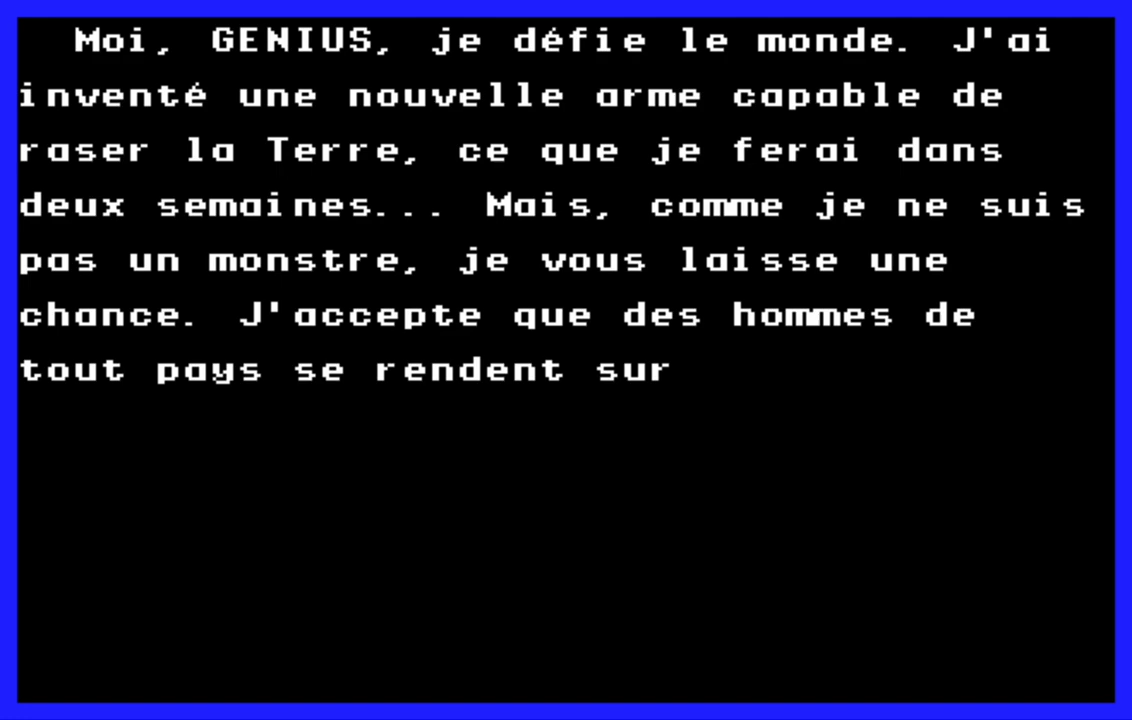 Moi, GENIUS, je défie le monde. J'ai
inventé une nouvelle arme capable de
raser la Terre, ce que je ferai dans
deux semaines... Mais, comme je ne suis
pas un monstre, je vous laisse une
chance. J'accepte que des hommes de
tout pays se rendent sur